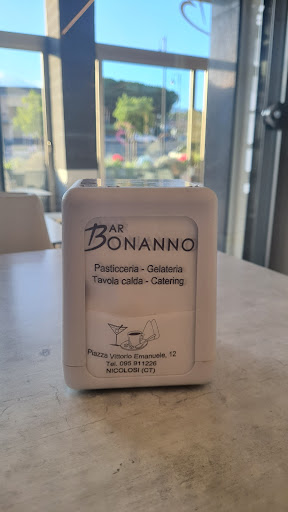 BAR
BONANNO
Pasticceria - Gelateria
Tavola calda - Catering
Piazza Vittorio Emanuele, 12
Tel. 095 911226
NICOLOSI (CT)